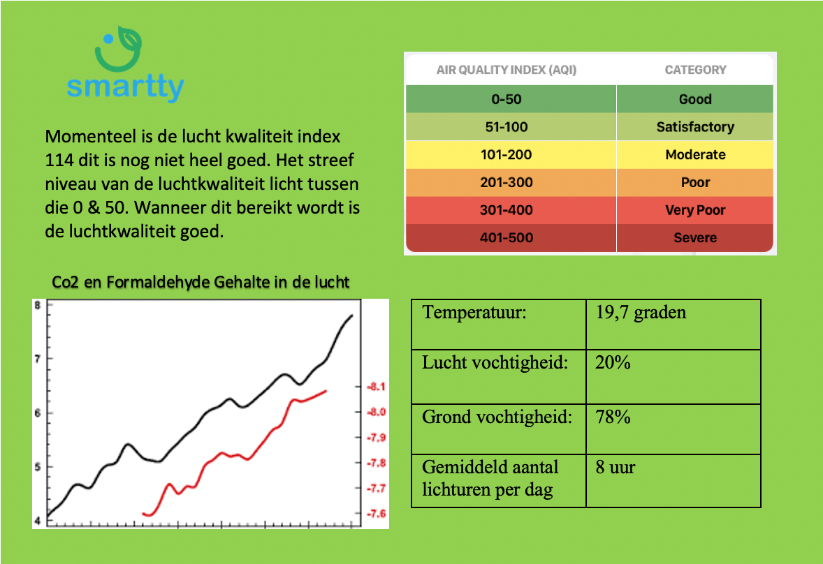 smartty
Momenteel is de lucht kwaliteit index
114 dit is nog niet heel goed. Het streef
niveau van de luchtkwaliteit licht tussen
die 0 & 50. Wanneer dit bereikt wordt is
de luchtkwaliteit goed.
AIR QUALITY INDEX (AQI) CATEGORY
0-50 Good
51-100 Satisfactory
101-200 Moderate
201-300 Poor
301-400 Very Poor
401-500 Severe
Co2 en Formaldehyde Gehalte in de lucht
8
7
6
5
4
-8.1
-8.0
-7.9
-7.8
-7.7
-7.6
Temperatuur: 19,7 graden
Lucht vochtigheid: 20%
Grond vochtigheid: 78%
Gemiddeld aantal 8 uur
lichturen per dag